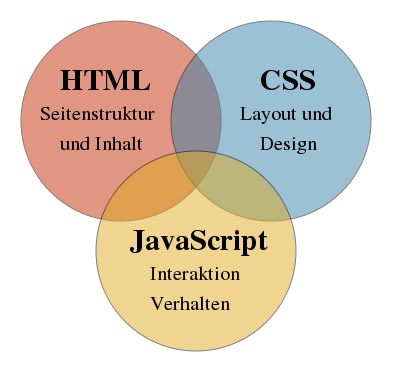 HTML
Seitenstruktur
und Inhalt
CSS
Layout und
Design
JavaScript
Interaktion
Verhalten